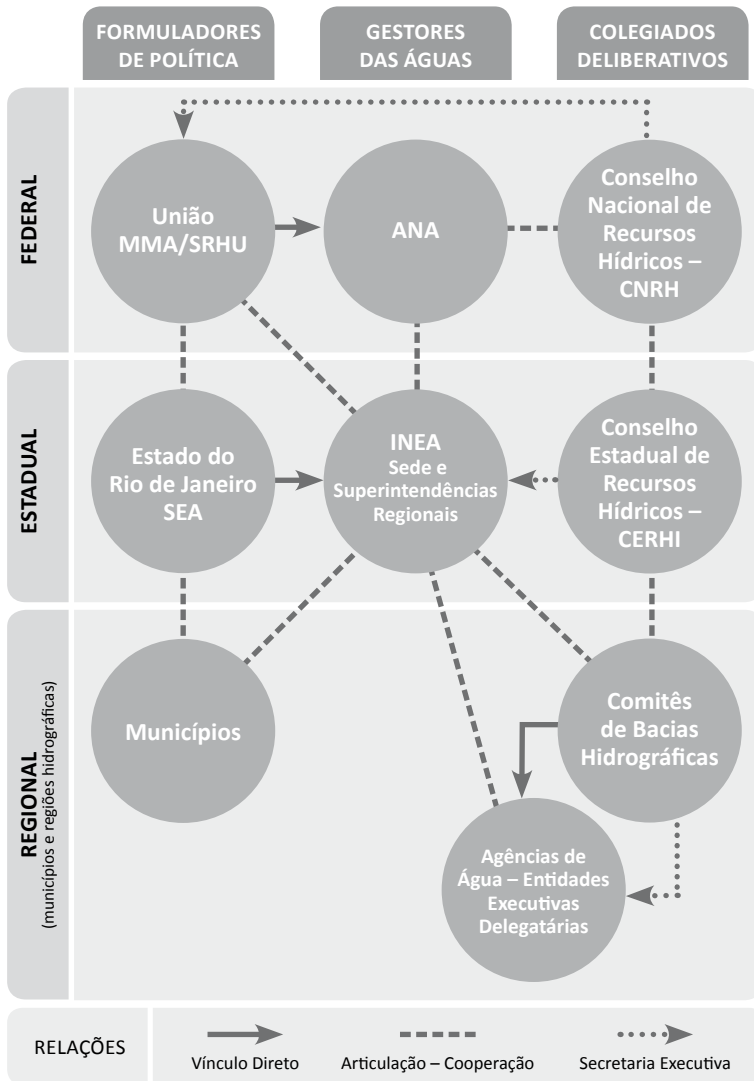 FORMULADORES
DE POLÍTICA
GESTORES
DAS ÁGUAS
COLEGIADOS
DELIBERATIVOS
FEDERAL
União
MMA/SRHU
ANA
Conselho
Nacional de
Recursos
Hídricos –
CNRH
ESTADUAL
Estado do
Rio de Janeiro
SEA
INEA
Sede e
Superintendências
Regionais
Conselho
Estadual de
Recursos
Hídricos –
CERHI
REGIONAL
(municípios e regiões hidrográficas)
Municípios
Comitês
de Bacias
Hidrográficas
Agências de
Água – Entidades
Executivas
Delegatárias
RELAÇÕES
Vínculo Direto
Articulação – Cooperação
Secretaria Executiva